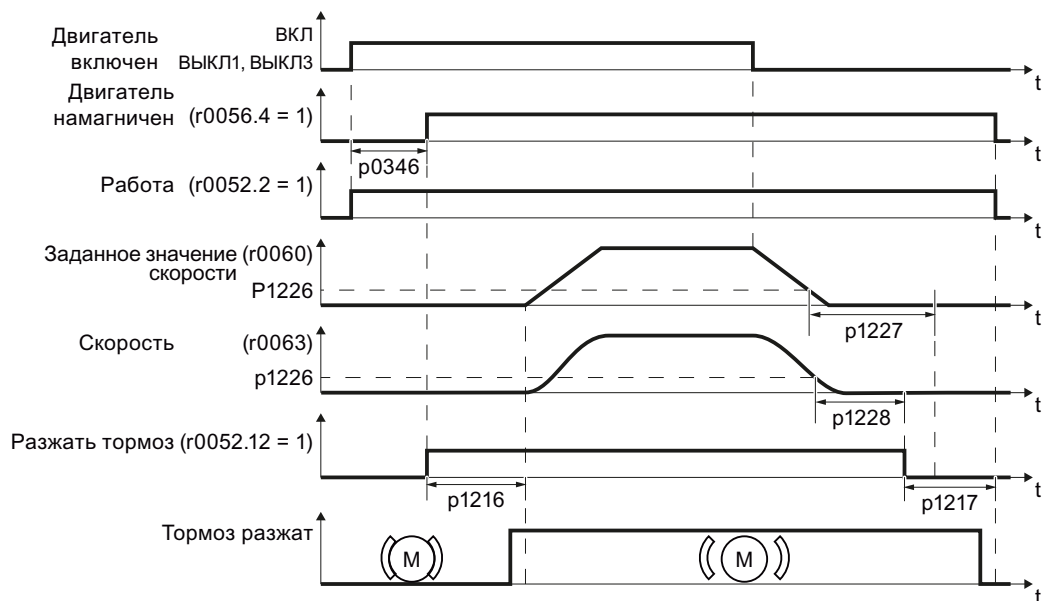 Двигатель ВКЛ
включен ВЫКЛ1, ВЫКЛ3
t
Двигатель
намагничен (r0056.4 = 1)
t
p0346
Работа (r0052.2 = 1)
t
Заданное значение (r0060)
скорости
P1226
t
p1227
Скорость (r0063)
p1226
t
p1228
Разжать тормоз (r0052.12 = 1)
t
p1216
p1217
Тормоз разжат
M
M
t